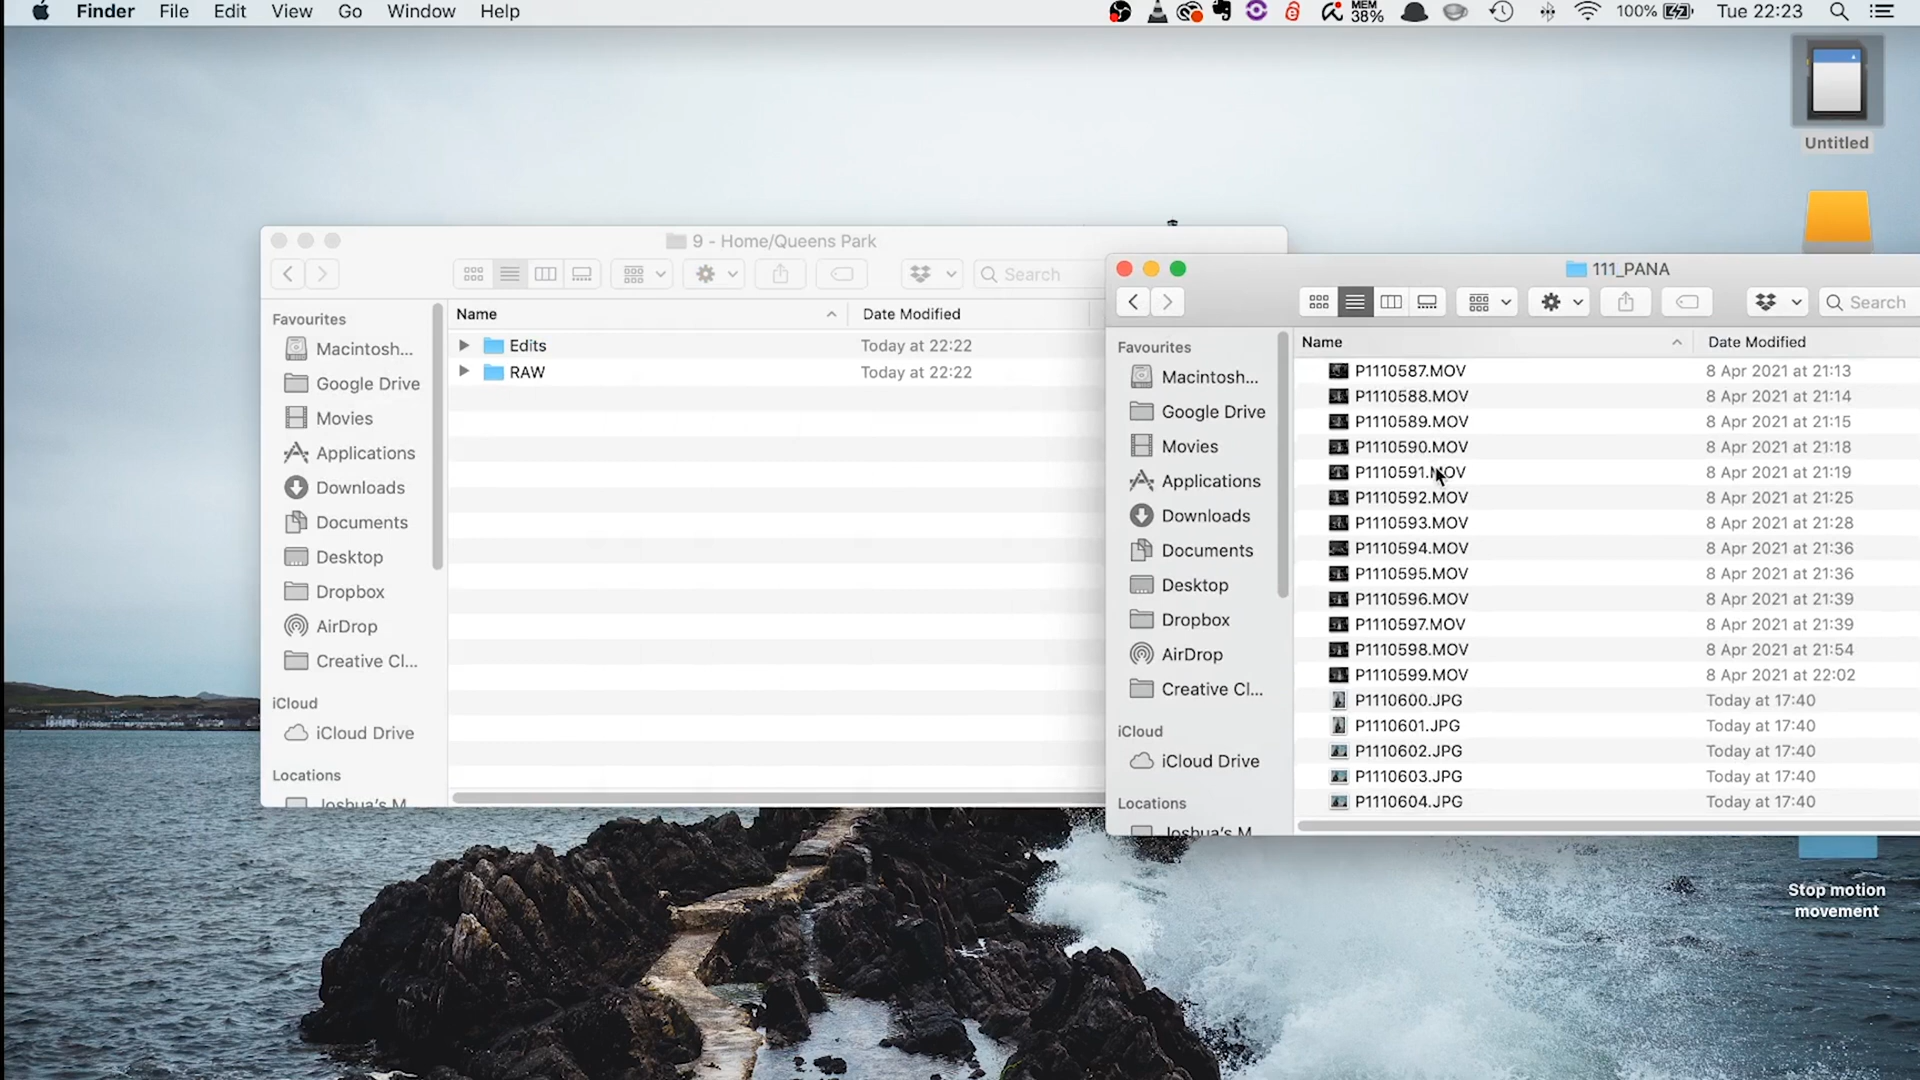 Finder File Edit View Go Window Help MEM 38% 100% Tue 22:23
Untitled
9 - Home/Queens Park
Search
Favourites
Macintosh...
Google Drive
Movies
Applications
Downloads
Documents
Desktop
Dropbox
AirDrop
Creative Cl...
iCloud
iCloud Drive
Locations
Joshua's M
Name Date Modified
Edits Today at 22:22
RAW Today at 22:22
111_PANA
Search
Favourites
Macintosh...
Google Drive
Movies
Applications
Downloads
Documents
Desktop
Dropbox
AirDrop
Creative Cl...
iCloud
iCloud Drive
Locations
Joshua's M
Name Date Modified
P1110587.MOV 8 Apr 2021 at 21:13
P1110588.MOV 8 Apr 2021 at 21:14
P1110589.MOV 8 Apr 2021 at 21:15
P1110590.MOV 8 Apr 2021 at 21:18
P1110591.MOV 8 Apr 2021 at 21:19
P1110592.MOV 8 Apr 2021 at 21:25
P1110593.MOV 8 Apr 2021 at 21:28
P1110594.MOV 8 Apr 2021 at 21:36
P1110595.MOV 8 Apr 2021 at 21:36
P1110596.MOV 8 Apr 2021 at 21:39
P1110597.MOV 8 Apr 2021 at 21:39
P1110598.MOV 8 Apr 2021 at 21:54
P1110599.MOV 8 Apr 2021 at 22:02
P1110600.JPG Today at 17:40
P1110601.JPG Today at 17:40
P1110602.JPG Today at 17:40
P1110603.JPG Today at 17:40
P1110604.JPG Today at 17:40
Stop motion
movement